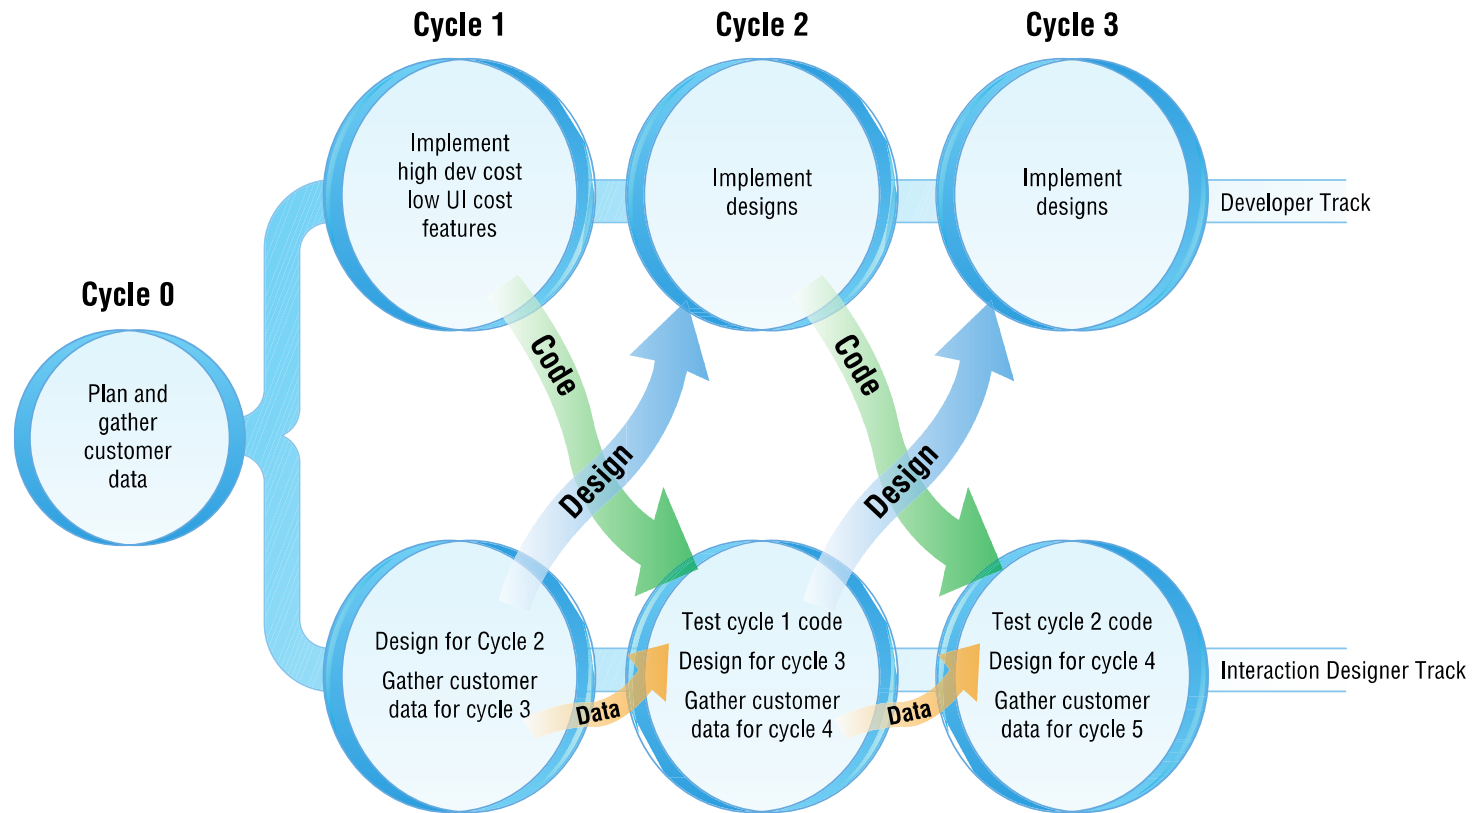 Cycle 1
Cycle 2
Cycle 3
Implement
high dev cost
low UI cost
features
Implement
designs
Implement
designs
Developer Track
Cycle 0
Plan and
gather
customer
data
Code
Design
Code
Design
Design for Cycle 2
Gather customer
data for cycle 3
Data
Test cycle 1 code
Design for cycle 3
Gather customer
data for cycle 4
Data
Test cycle 2 code
Design for cycle 4
Gather customer
data for cycle 5
Interaction Designer Track